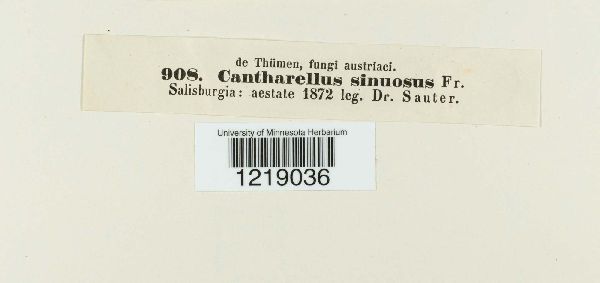 de Thümen, fungi austriaci.
908. Cantharellus sinuosus Fr.
Salisburgia: aestate 1872 leg. Dr. Sauter.
University of Minnesota Herbarium
1219036